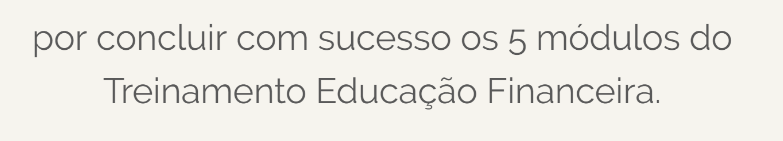 por concluir com sucesso os 5 módulos do
Treinamento Educação Financeira.